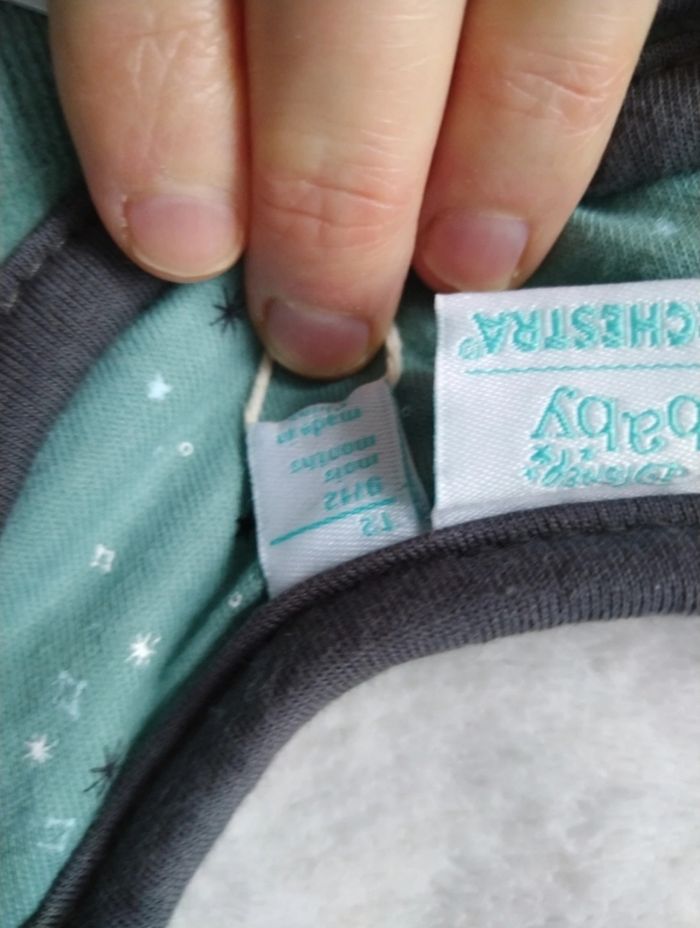 12
9/12
mois
months
made in
Disney
baby
CHESTRA®